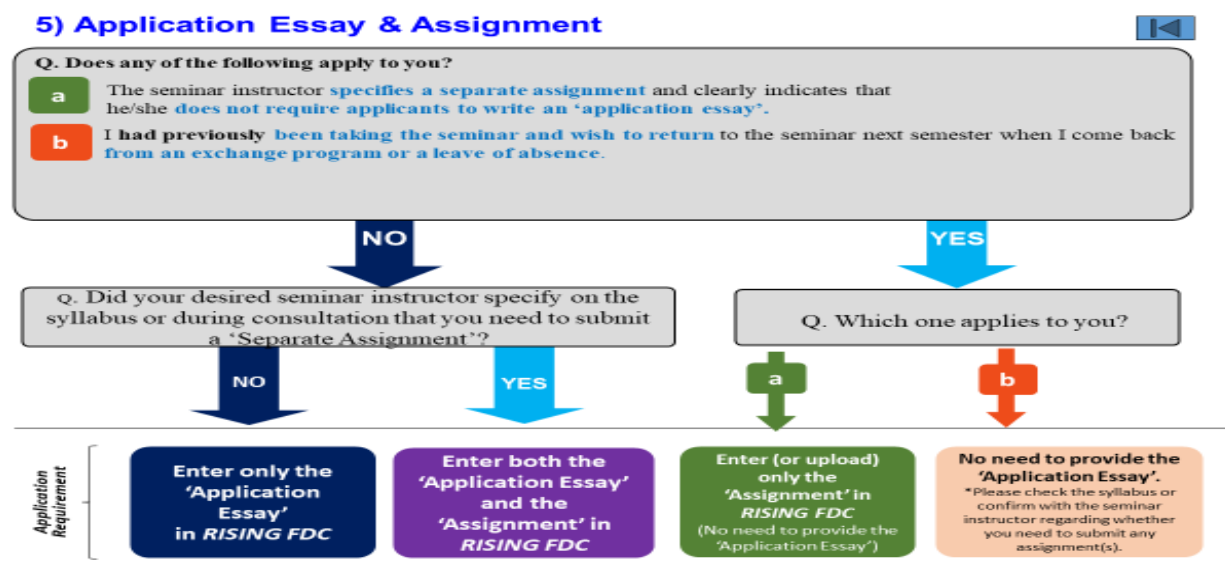 5) Application Essay & Assignment
Q. Does any of the following apply to you?
a
The seminar instructor specifies a separate assignment and clearly indicates that
he/she does not require applicants to write an ‘application essay’.
b
I had previously been taking the seminar and wish to return to the seminar next semester when I come back
from an exchange program or a leave of absence.
NO
YES
Q. Did your desired seminar instructor specify on the
syllabus or during consultation that you need to submit
a ‘Separate Assignment’?
Q. Which one applies to you?
NO
YES
a
b
Application
Requirement
Enter only the
‘Application
Essay’
in RISING FDC
Enter both the
‘Application Essay’
and the
‘Assignment’ in
RISING FDC
Enter (or upload)
only the
‘Assignment’ in
RISING FDC
(No need to provide the
‘Application Essay’)
No need to provide the
‘Application Essay’.
*Please check the syllabus or
confirm with the seminar
instructor regarding whether
you need to submit any
assignment(s).